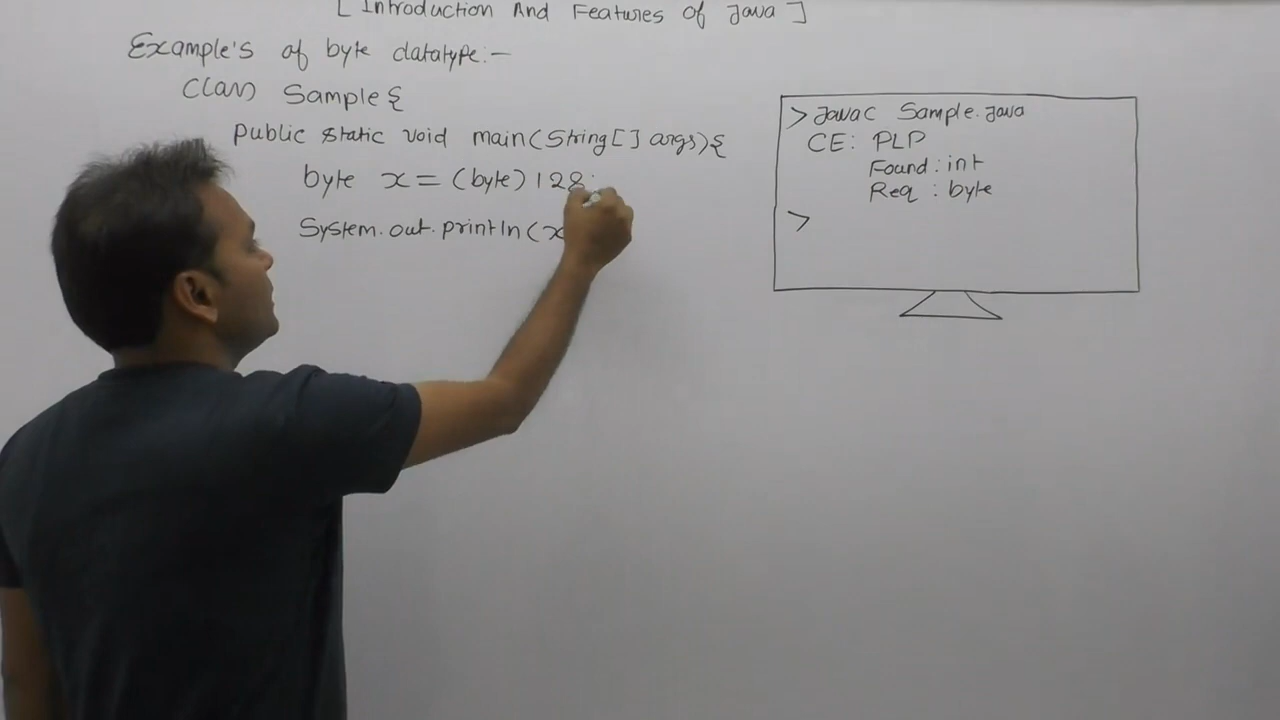 [Introduction And Features Of Java]
Example's of byte datatype:-
Class Sample{
public static void main(String[] args){
byte x = (byte)128;
System.out.println(x
>Javac Sample.java
CE: PLP
Found: int
Req : byte
>